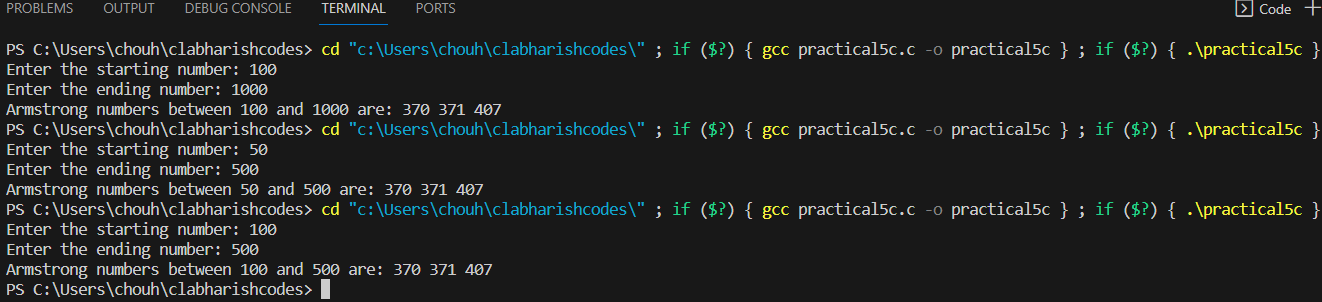 PROBLEMS OUTPUT DEBUG CONSOLE TERMINAL PORTS Code
PS C:\Users\chouh\clabharishcodes> cd "c:\Users\chouh\clabharishcodes\" ; if ($?) { gcc practical5c.c -o practical5c } ; if ($?) { .\practical5c }
Enter the starting number: 100
Enter the ending number: 1000
Armstrong numbers between 100 and 1000 are: 370 371 407
PS C:\Users\chouh\clabharishcodes> cd "c:\Users\chouh\clabharishcodes\" ; if ($?) { gcc practical5c.c -o practical5c } ; if ($?) { .\practical5c }
Enter the starting number: 50
Enter the ending number: 500
Armstrong numbers between 50 and 500 are: 370 371 407
PS C:\Users\chouh\clabharishcodes> cd "c:\Users\chouh\clabharishcodes\" ; if ($?) { gcc practical5c.c -o practical5c } ; if ($?) { .\practical5c }
Enter the starting number: 100
Enter the ending number: 500
Armstrong numbers between 100 and 500 are: 370 371 407
PS C:\Users\chouh\clabharishcodes>